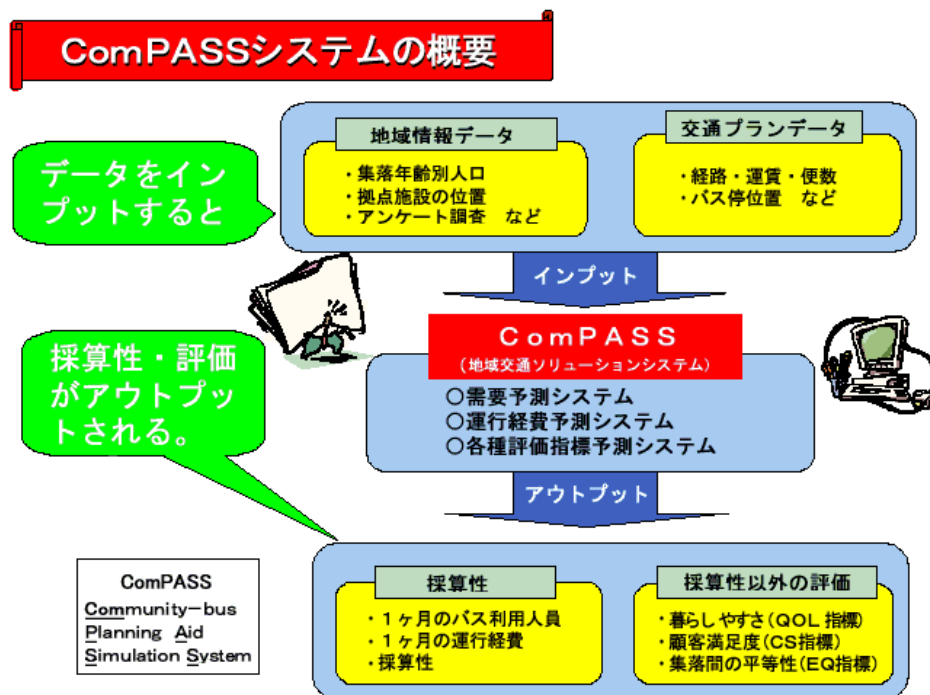 ComPASSシステムの概要
データをイン
プットすると
地域情報データ
・集落年齢別人口
・拠点施設の位置
・アンケート調査　など
交通プランデータ
・経路・運賃・便数
・バス停位置　など
インプット
ComPASS
（地域交通ソリューションシステム）
○需要予測システム
○運行経費予測システム
○各種評価指標予測システム
採算性・評価
がアウトプッ
トされる。
アウトプット
採算性
・１ヶ月のバス利用人員
・１ヶ月の運行経費
・採算性
採算性以外の評価
・暮らしやすさ（QOL 指標）
・顧客満足度（CS指標）
・集落間の平等性（EQ指標）
ComPASS
Community－bus
Planning Aid
Simulation System